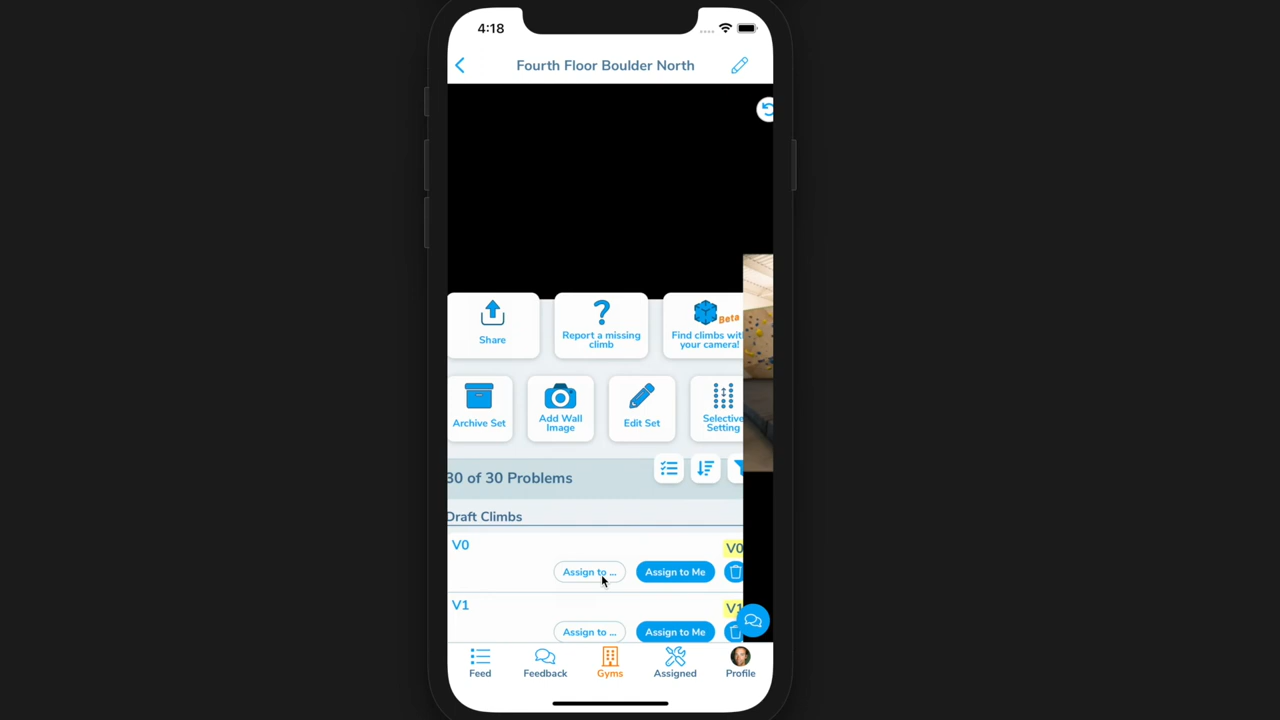 4:18
Fourth Floor Boulder North
Share
Report a missing
climb
Beta
Find climbs with
your camera!
Archive Set
Add Wall
Image
Edit Set
Selective
Setting
30 of 30 Problems
Draft Climbs
V0
V0
Assign to ...
Assign to Me
V1
V1
Assign to ...
Assign to Me
Feed
Feedback
Gyms
Assigned
Profile